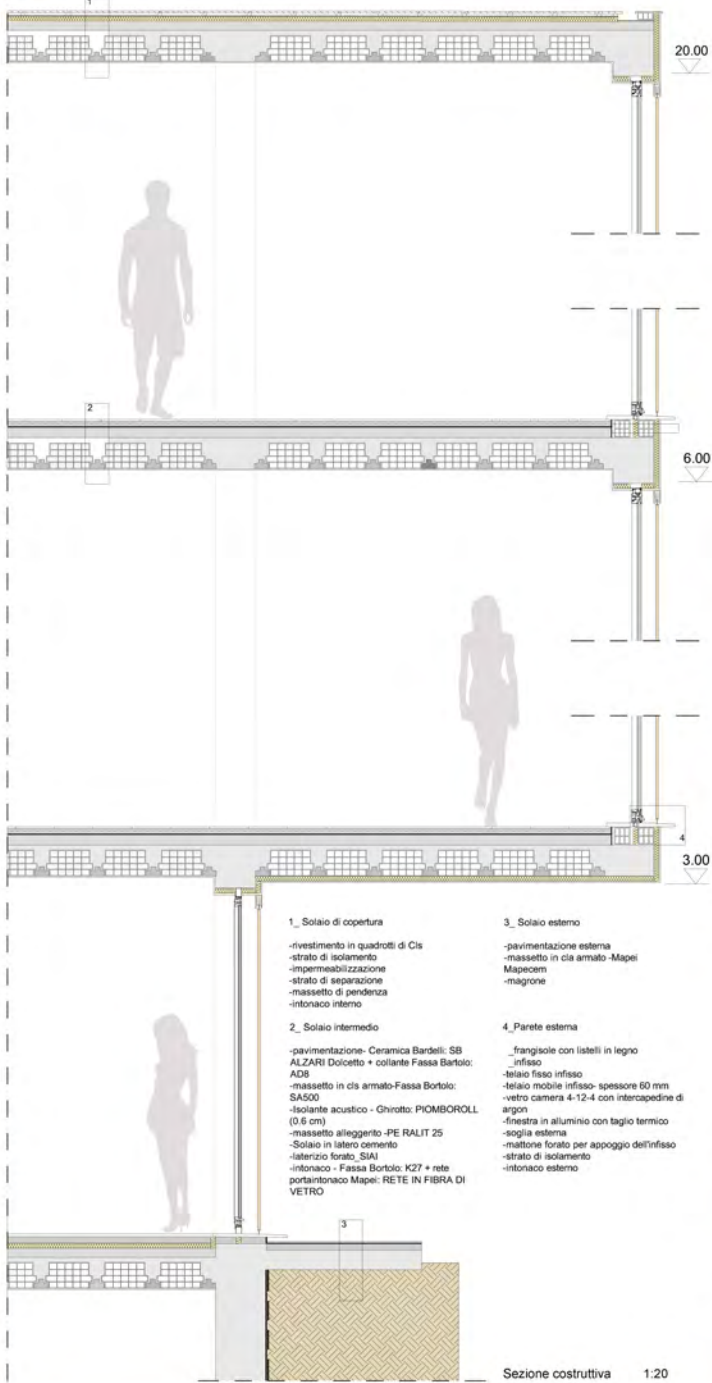 1
20.00
2
6.00
4
3.00
1_ Solaio di copertura
-rivestimento in quadrotti di Cls
-strato di isolamento
-impermeabilizzazione
-strato di separazione
-massetto di pendenza
-intonaco interno
2_ Solaio intermedio
-pavimentazione- Ceramica Bardelli: SB
ALZARI Dolcetto + collante Fassa Bartolo:
AD8
-massetto in cls armato-Fassa Bortolo:
SA500
-Isolante acustico - Ghirotto: PIOMBOROLL
(0.6 cm)
-massetto alleggerito -PE RALIT 25
-Solaio in latero cemento
-laterizio forato_SIAI
-intonaco - Fassa Bortolo: K27 + rete
portaintonaco Mapei: RETE IN FIBRA DI
VETRO
3_ Solaio esterno
-pavimentazione esterna
-massetto in cla armato -Mapei
Mapecem
-magrone
4_Parete esterna
_frangisole con listelli in legno
_infisso
-telaio fisso infisso
-telaio mobile infisso- spessore 60 mm
-vetro camera 4-12-4 con intercapedine di
argon
-finestra in alluminio con taglio termico
-soglia esterna
-mattone forato per appoggio dell'infisso
-strato di isolamento
-intonaco esterno
3
Sezione costruttiva 1:20